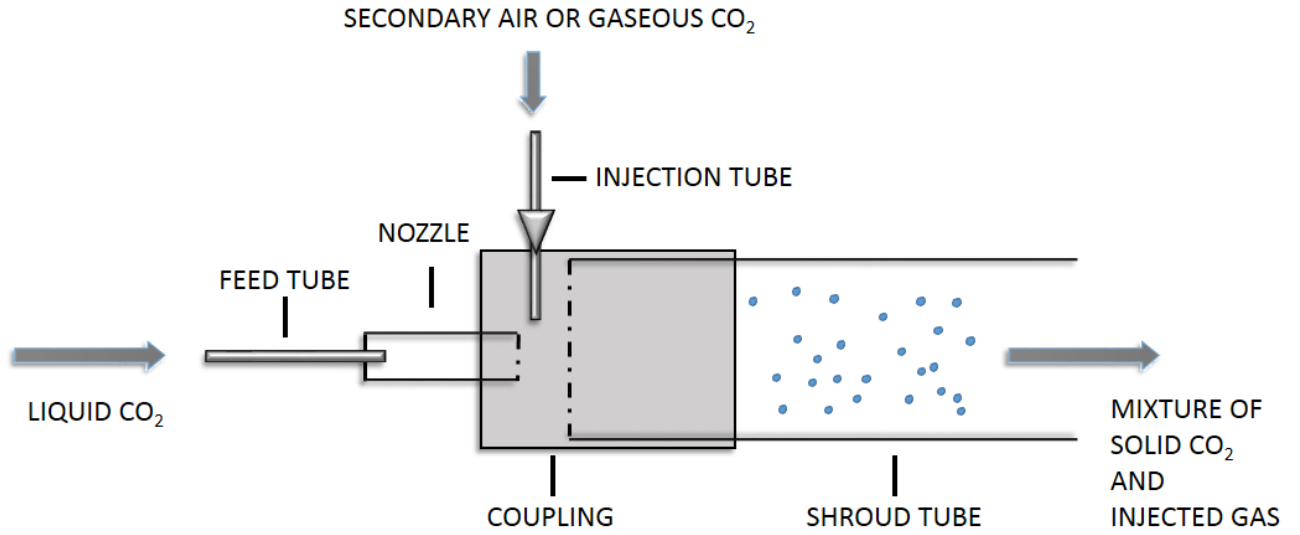 SECONDARY AIR OR GASEOUS CO₂
INJECTION TUBE
NOZZLE
FEED TUBE
LIQUID CO₂
MIXTURE OF
SOLID CO₂
AND
INJECTED GAS
COUPLING
SHROUD TUBE